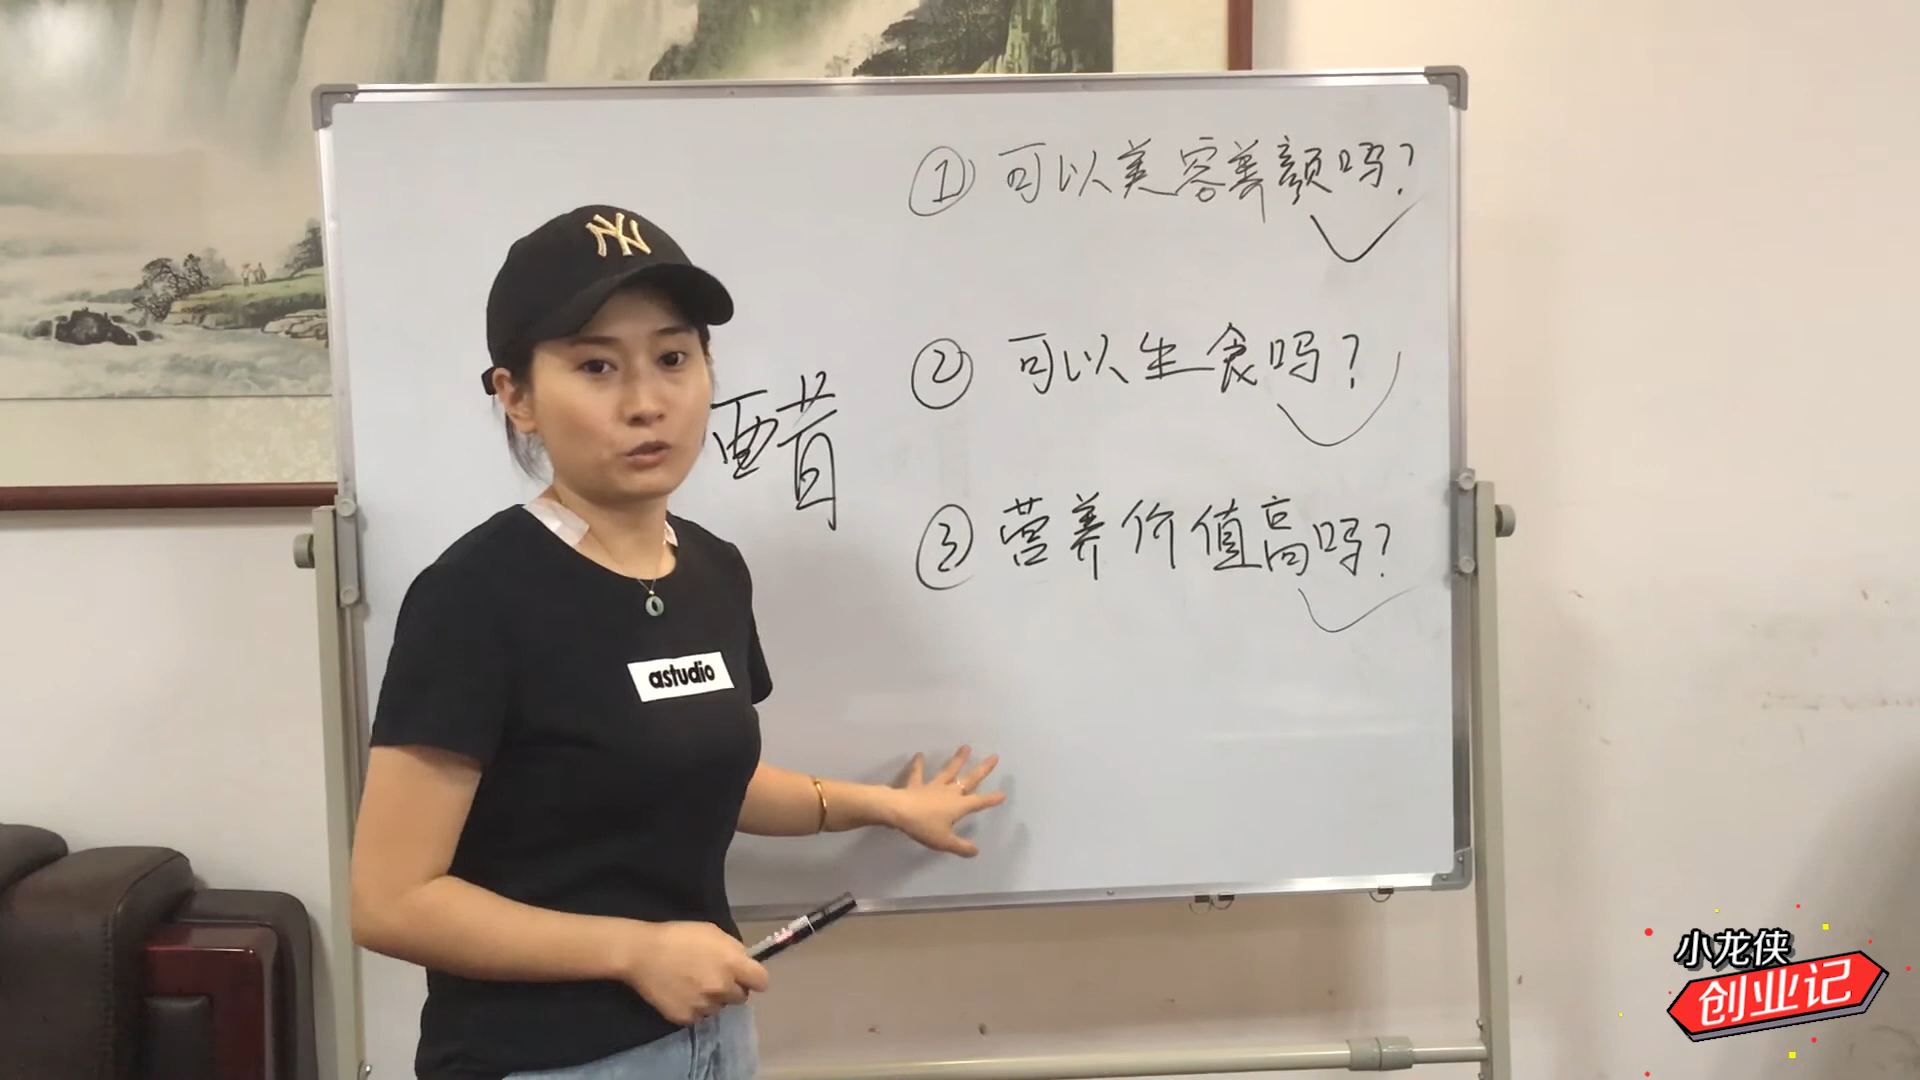 ① 可以美容养颜吗?
② 可以生食吗?
醋
③ 营养价值高吗?
NY
astudio
小龙侠
创业记